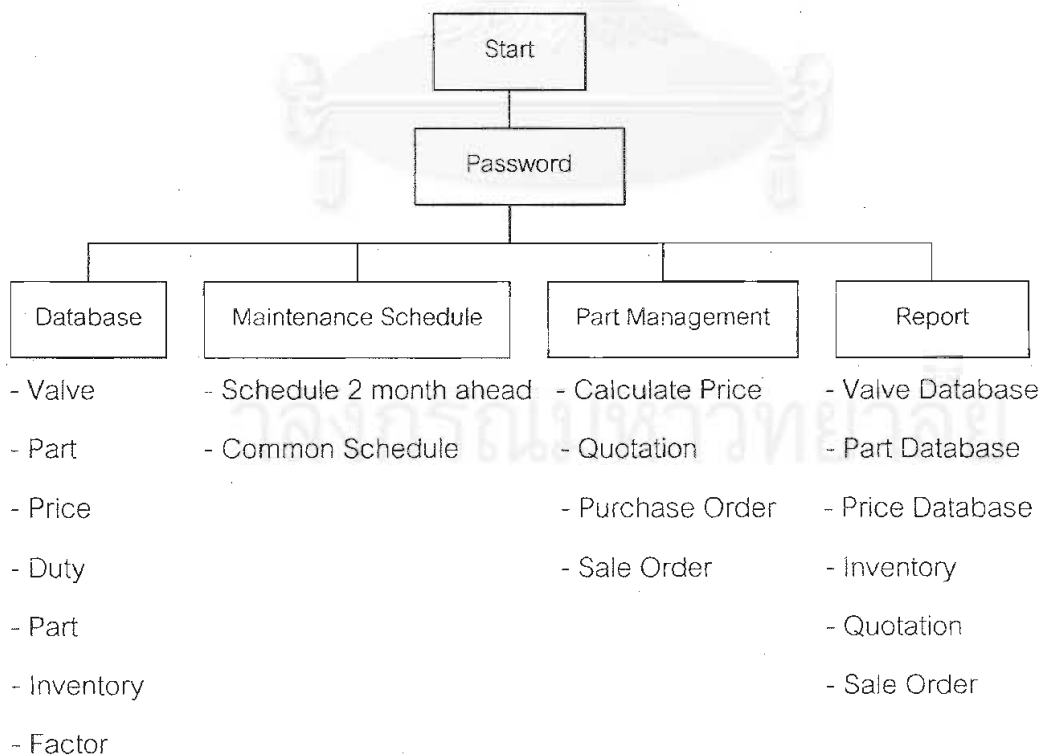 Start
Password
Database
- Valve
- Part
- Price
- Duty
- Part
- Inventory
- Factor
Maintenance Schedule
- Schedule 2 month ahead
- Common Schedule
Part Management
- Calculate Price
- Quotation
- Purchase Order
- Sale Order
Report
- Valve Database
- Part Database
- Price Database
- Inventory
- Quotation
- Sale Order